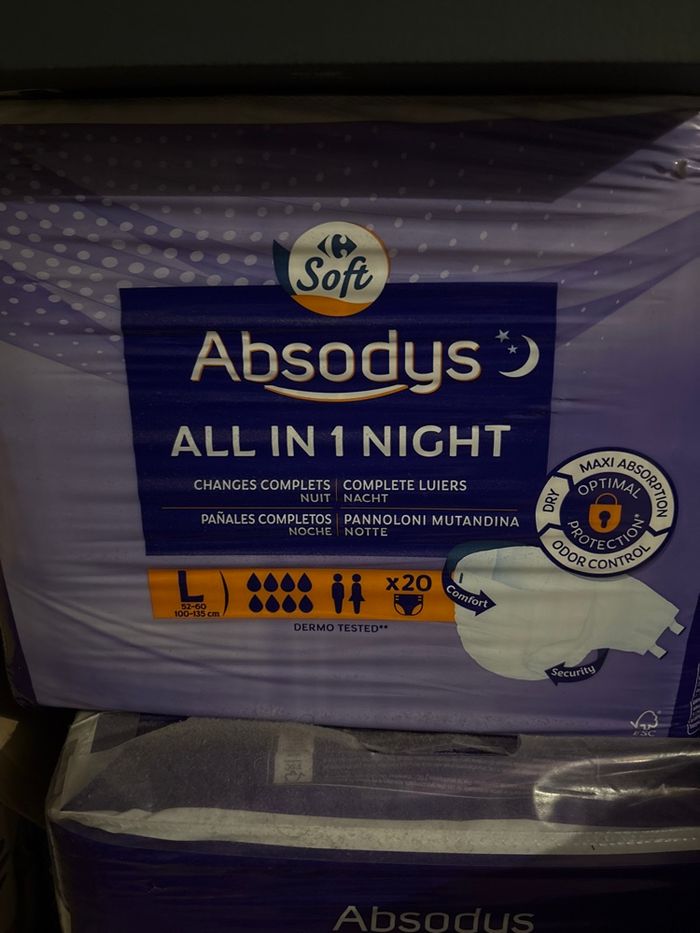 Soft
Absodys
ALL IN 1 NIGHT
CHANGES COMPLETS | COMPLETE LUIERS
NUIT | NACHT
PAÑALES COMPLETOS | PANNOLONI MUTANDINA
NOCHE | NOTTE
MAXI ABSORPTION
DRY
OPTIMAL
PROTECTION*
ODOR CONTROL
L
52-60
100-135 cm
x20
Comfort
DERMO TESTED**
Security
FSC
Absodys